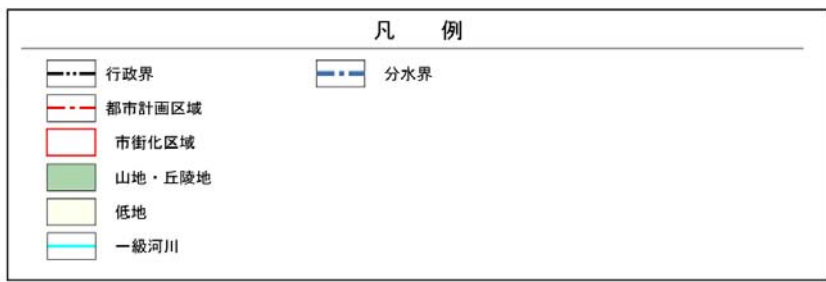 凡　例
行政界
分水界
都市計画区域
市街化区域
山地・丘陵地
低地
一級河川